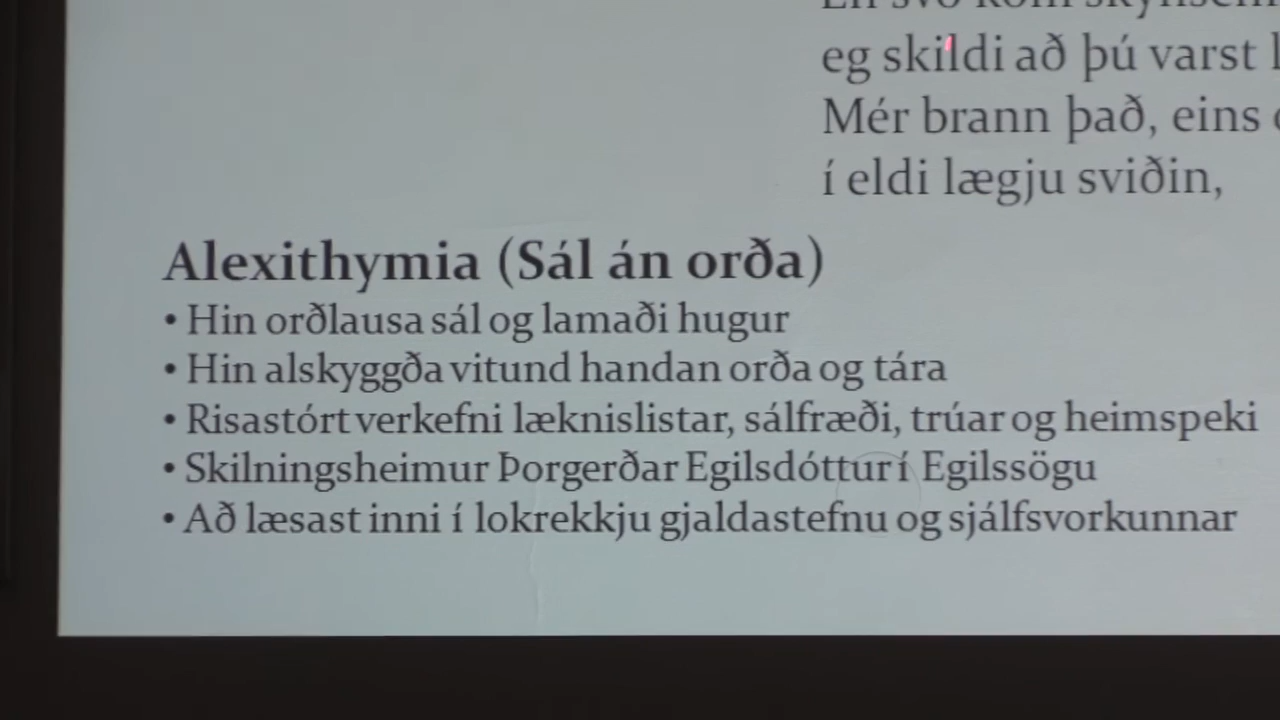 eg skildi að þú varst
Mér brann það, eins
í eldi lægju sviðin,
Alexithymia (Sál án orða)
• Hin orðlausa sál og lamaði hugur
• Hin alskyggða vitund handan orða og tára
• Risastórt verkefni læknislistar, sálfræði, trúar og heimspeki
• Skilningsheimur Þorgerðar Egilsdóttur í Egilssögu
• Að læsast inni í lokrekkju gjaldastefnu og sjálfsvorkunnar